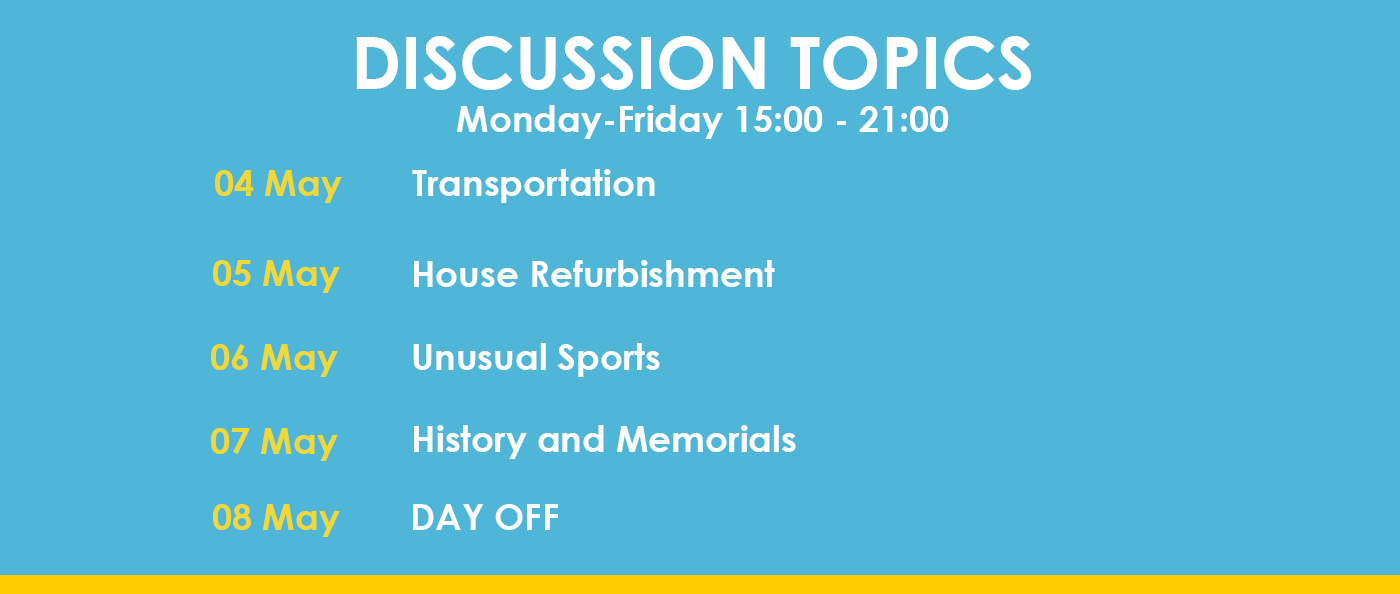 DISCUSSION TOPICS
Monday-Friday 15:00 - 21:00
04 May Transportation
05 May House Refurbishment
06 May Unusual Sports
07 May History and Memorials
08 May DAY OFF